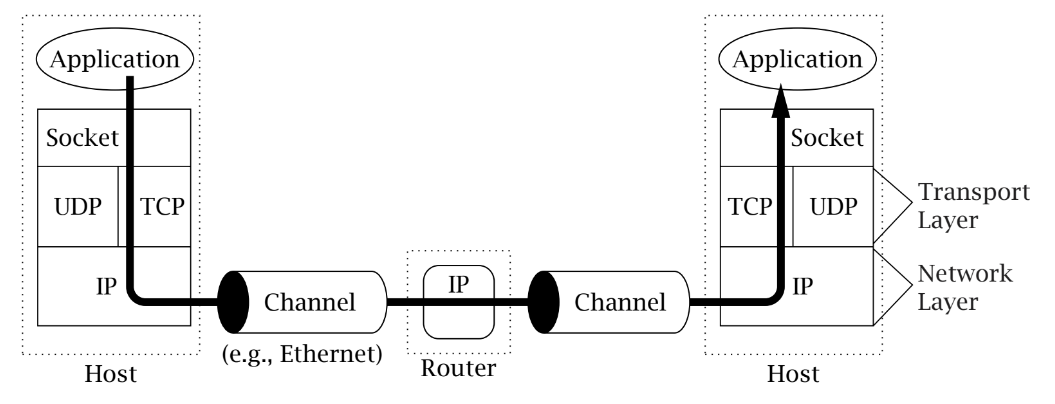 Application
Socket
UDP
TCP
IP
Host
Channel
(e.g., Ethernet)
IP
Router
Channel
Application
Socket
TCP
UDP
IP
Host
Transport
Layer
Network
Layer